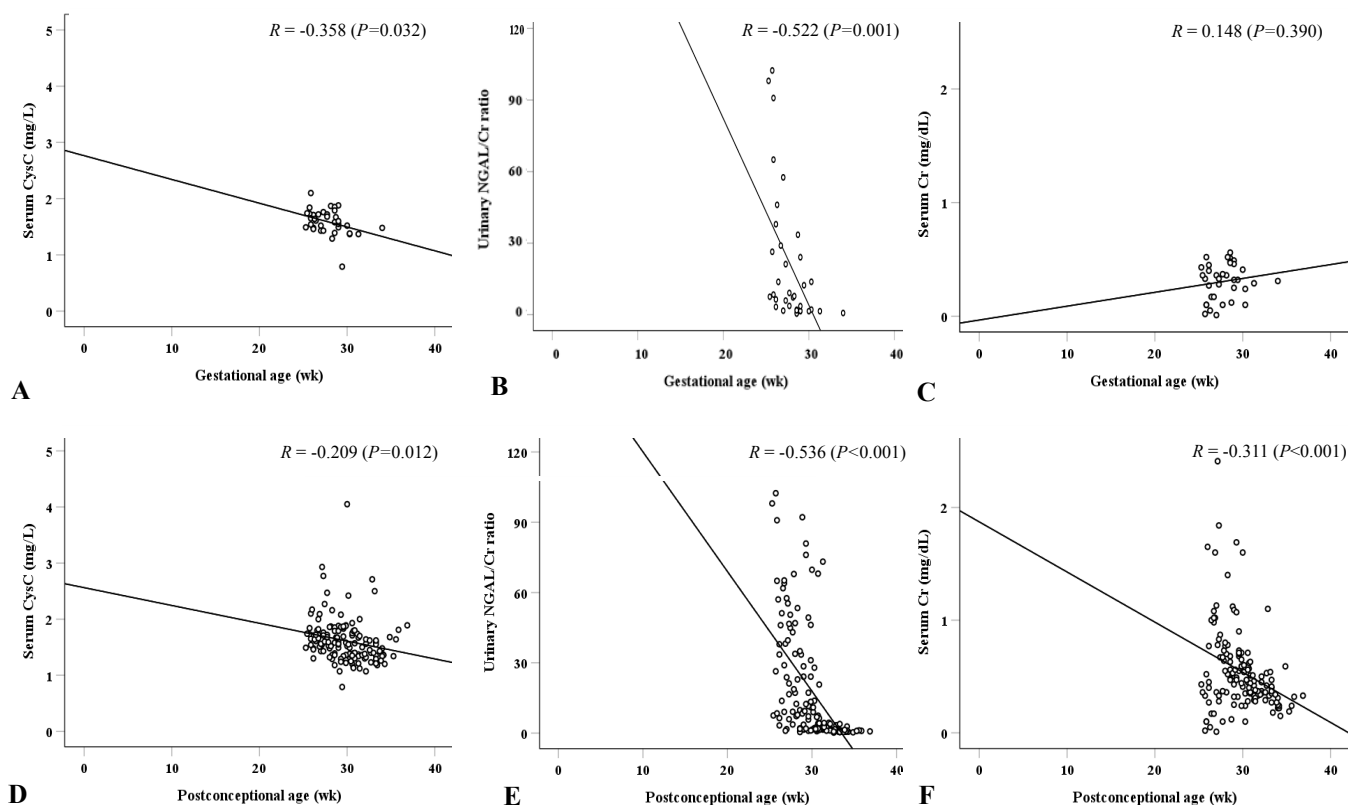 R = -0.358 (P=0.032)
5
4
3
2
1
0
Serum CysC (mg/L)
0 10 20 30 40
Gestational age (wk)
A
R = -0.522 (P=0.001)
120
90
60
30
0
Urinary NGAL/Cr ratio
0 10 20 30 40
Gestational age (wk)
B
R = 0.148 (P=0.390)
2
1
0
Serum Cr (mg/dL)
0 10 20 30 40
Gestational age (wk)
C
R = -0.209 (P=0.012)
5
4
3
2
1
0
Serum CysC (mg/L)
0 10 20 30 40
Postconceptional age (wk)
D
R = -0.536 (P<0.001)
120
90
60
30
0
Urinary NGAL/Cr ratio
0 10 20 30 40
Postconceptional age (wk)
E
R = -0.311 (P<0.001)
2
1
0
Serum Cr (mg/dL)
0 10 20 30 40
Postconceptional age (wk)
F